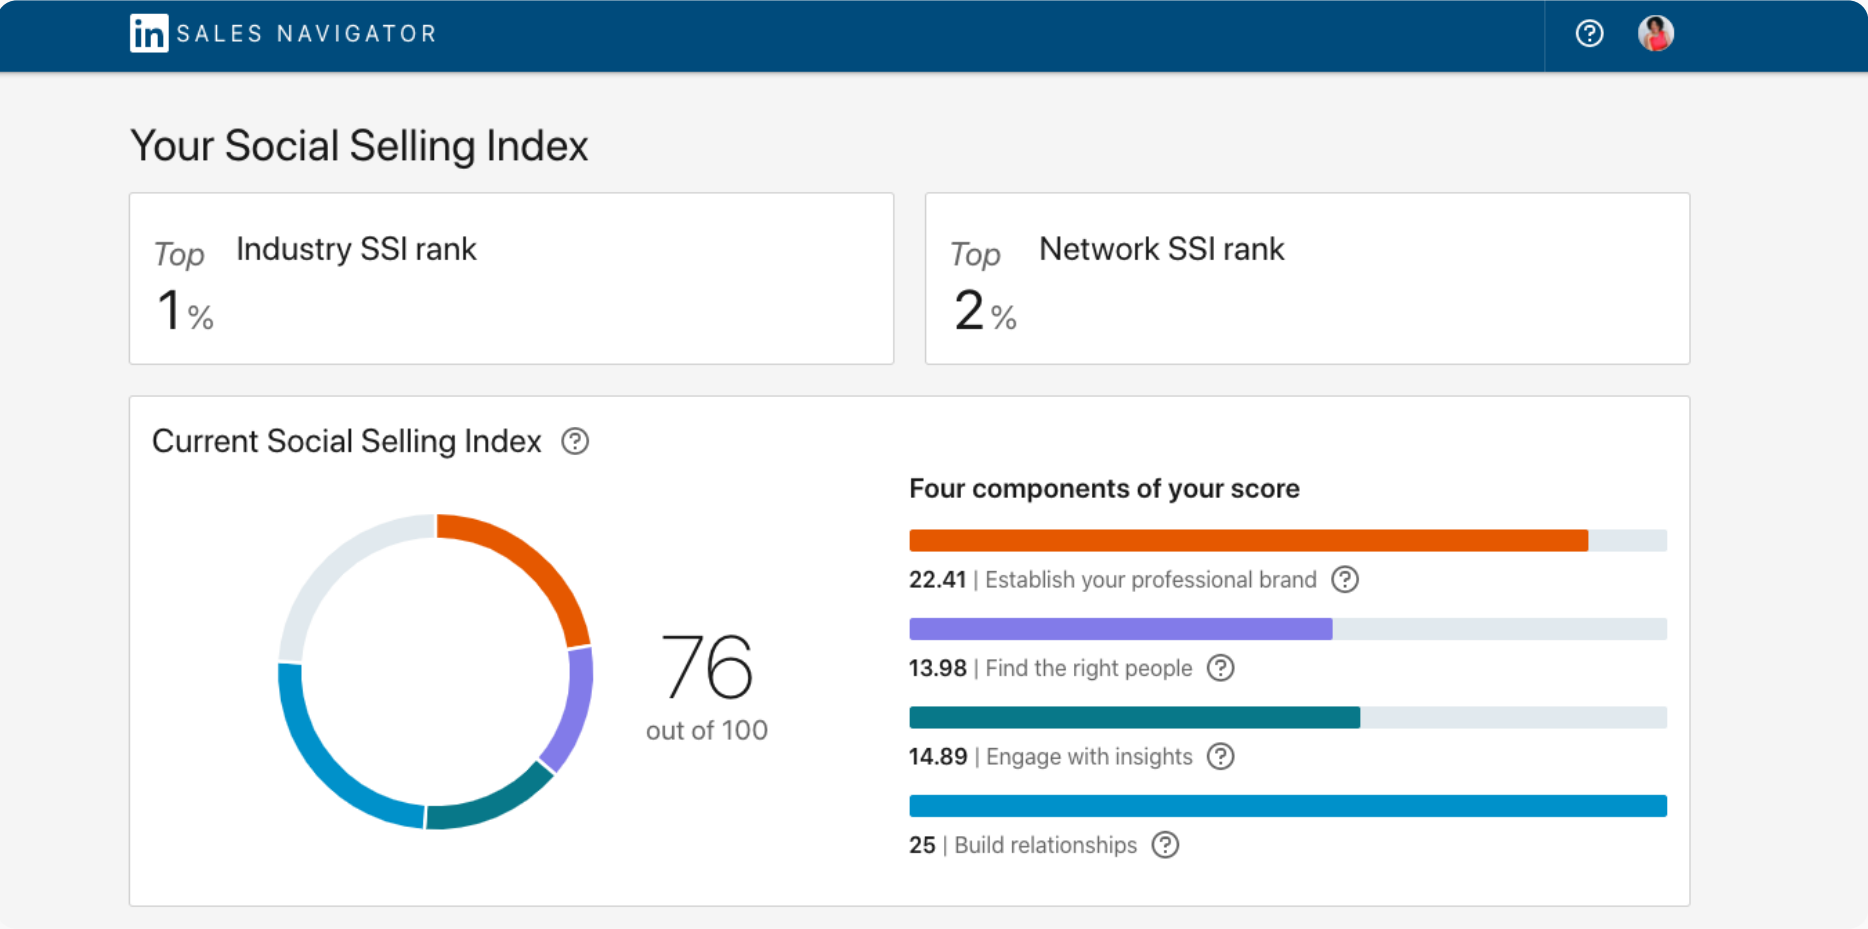 in SALES NAVIGATOR
Your Social Selling Index
Top Industry SSI rank
1 %
Top Network SSI rank
2 %
Current Social Selling Index ?
76
out of 100
Four components of your score
22.41 | Establish your professional brand ?
13.98 | Find the right people ?
14.89 | Engage with insights ?
25 | Build relationships ?